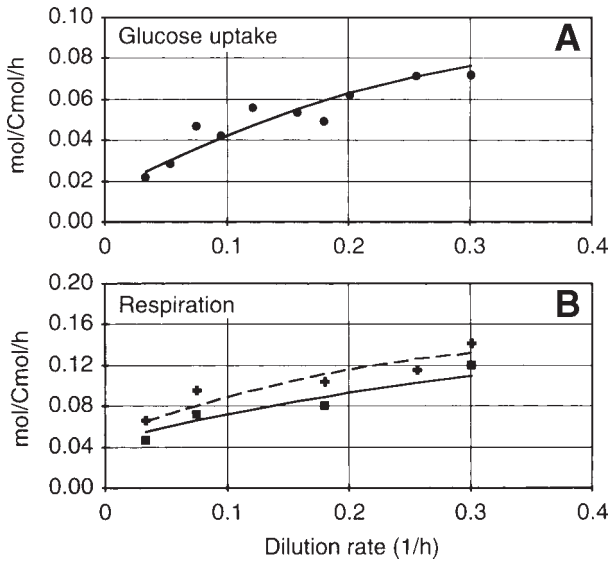 0.10
Glucose uptake
A
0.08
0.06
0.04
0.02
0.00
mol/Cmol/h
0 0.1 0.2 0.3 0.4
0.20
Respiration
B
0.16
0.12
0.08
0.04
0.00
mol/Cmol/h
0 0.1 0.2 0.3 0.4
Dilution rate (1/h)